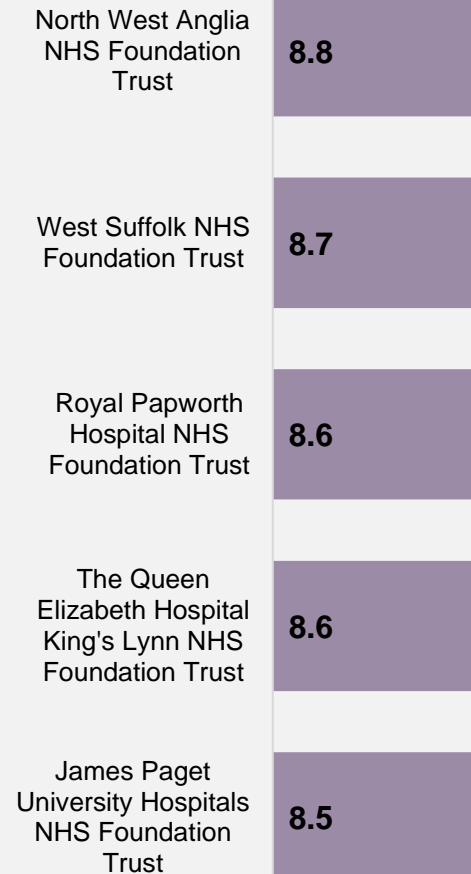 North West Anglia
NHS Foundation
Trust
8.8
West Suffolk NHS
Foundation Trust
8.7
Royal Papworth
Hospital NHS
Foundation Trust
8.6
The Queen
Elizabeth Hospital
King's Lynn NHS
Foundation Trust
8.6
James Paget
University Hospitals
NHS Foundation
Trust
8.5